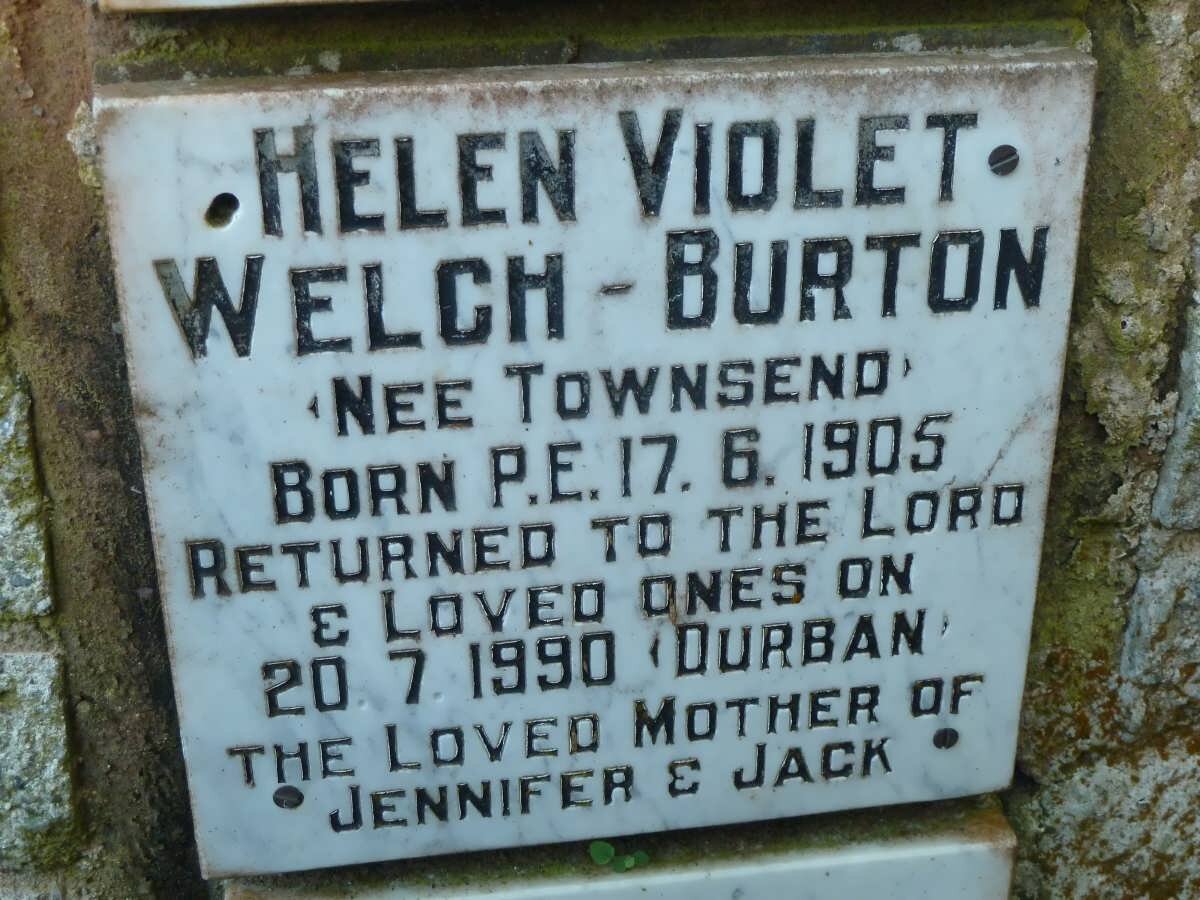 HELEN VIOLET
WELCH - BURTON
(NEE TOWNSEND)
BORN P.E. 17. 6. 1905
RETURNED TO THE LORD
& LOVED ONES ON
20 7 1990 (DURBAN)
THE LOVED MOTHER OF
JENNIFER & JACK